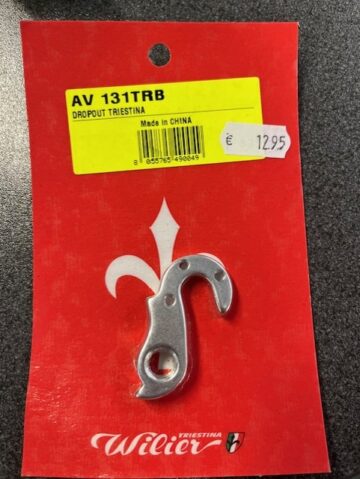 AV 131TRB
DROPOUT TRIESTINA
Made in CHINA
8 055765 490049
€ 12.95
TRIESTINA
Wilier